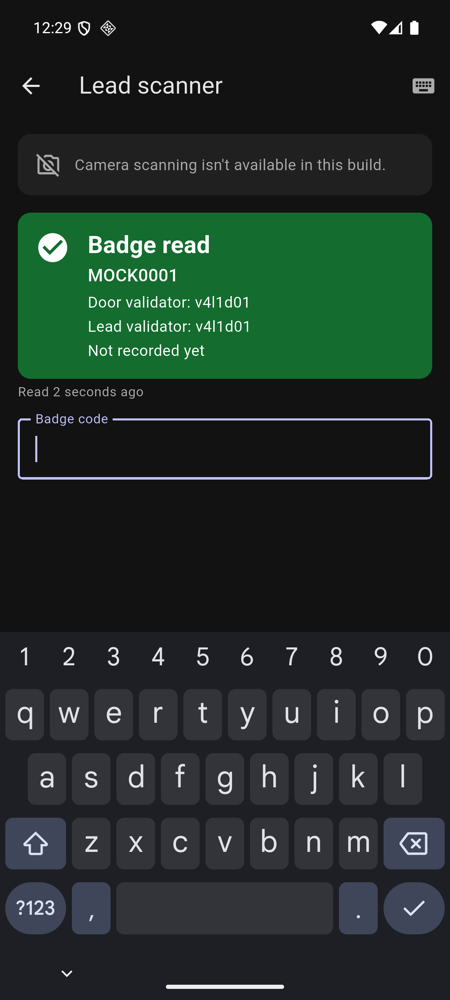 12:29
Lead scanner
Camera scanning isn't available in this build.
Badge read
MOCK0001
Door validator: v4l1d01
Lead validator: v4l1d01
Not recorded yet
Read 2 seconds ago
Badge code
1 2 3 4 5 6 7 8 9 0
q w e r t y u i o p
a s d f g h j k l
z x c v b n m
?123 , .